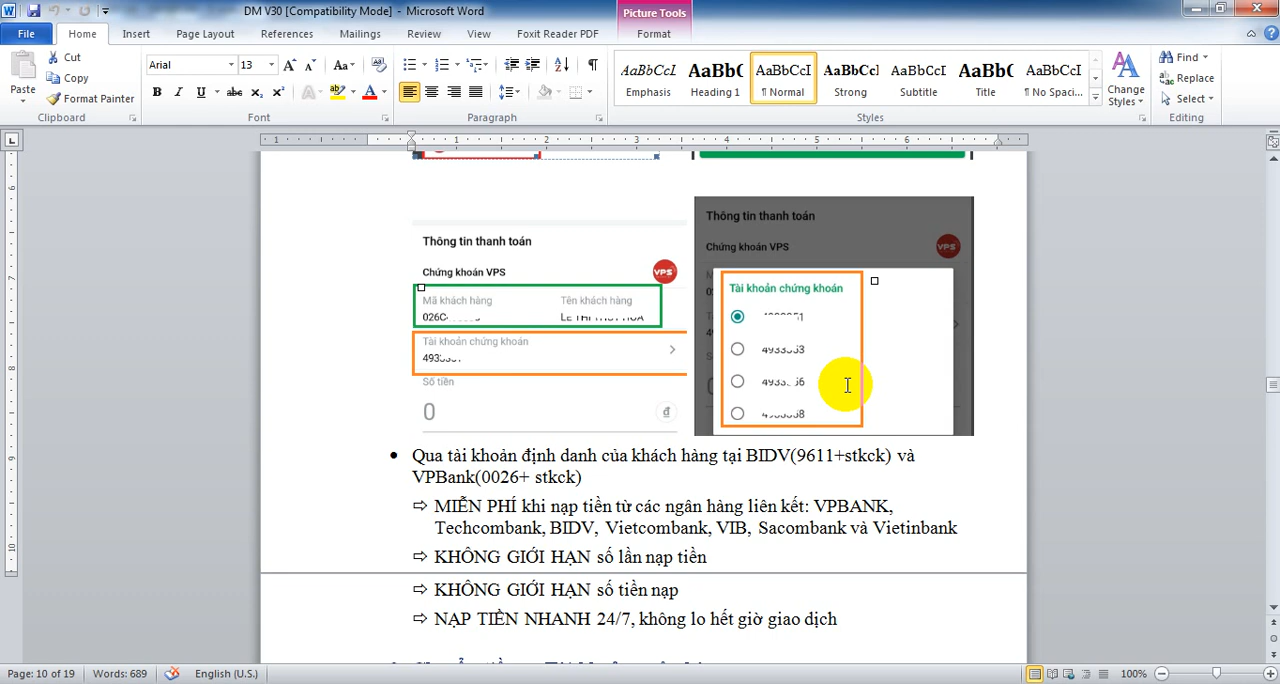 DM V30 [Compatibility Mode] - Microsoft Word
Picture Tools
File Home Insert Page Layout References Mailings Review View Foxit Reader PDF Format
Cut
Copy
Format Painter
Paste
Clipboard
Arial 13
Font
Paragraph
AaBbCcI AaBb( AaBbCcI AaBbCcl AaBbCcI AaBb( AaBbCcI
Emphasis Heading 1 ¶ Normal Strong Subtitle Title ¶ No Spaci...
Styles
Change
Styles
Find
Replace
Select
Editing
Thông tin thanh toán
Chứng khoán VPS
VPS
Mã khách hàng Tên khách hàng
Tài khoản chứng khoán
Số tiền
0 đ
Thông tin thanh toán
Chứng khoán VPS
VPS
Tài khoản chứng khoán
• Qua tài khoản định danh của khách hàng tại BIDV(9611+stkck) và
VPBank(0026+ stkck)
⇨ MIỄN PHÍ khi nạp tiền từ các ngân hàng liên kết: VPBANK,
Techcombank, BIDV, Vietcombank, VIB, Sacombank và Vietinbank
⇨ KHÔNG GIỚI HẠN số lần nạp tiền
⇨ KHÔNG GIỚI HẠN số tiền nạp
⇨ NẠP TIỀN NHANH 24/7, không lo hết giờ giao dịch
Page: 10 of 19 Words: 689 English (U.S.) 100%